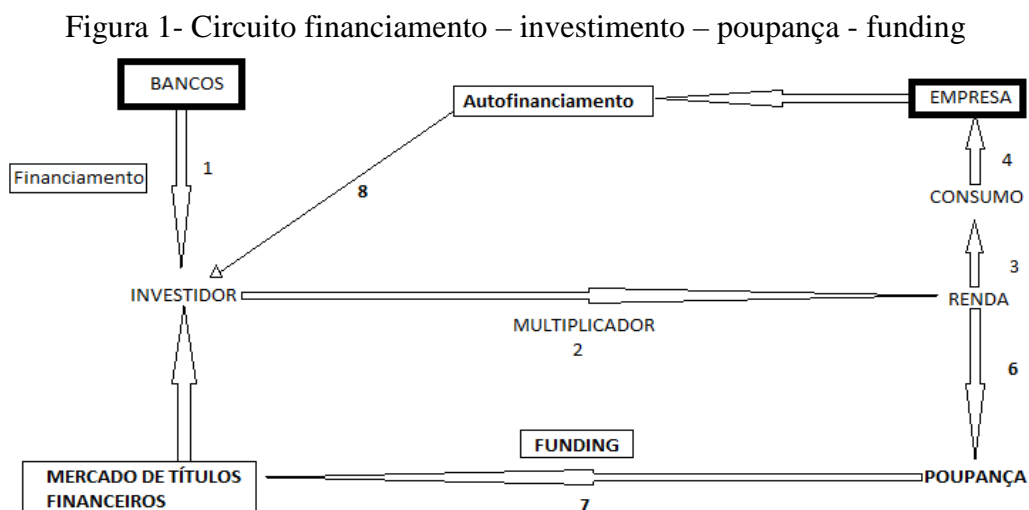 Figura 1- Circuito financiamento – investimento – poupança - funding
BANCOS
Autofinanciamento
EMPRESA
1
4
Financiamento
8
CONSUMO
3
INVESTIDOR
RENDA
MULTIPLICADOR
2
6
FUNDING
MERCADO DE TÍTULOS
FINANCEIROS
POUPANÇA
7